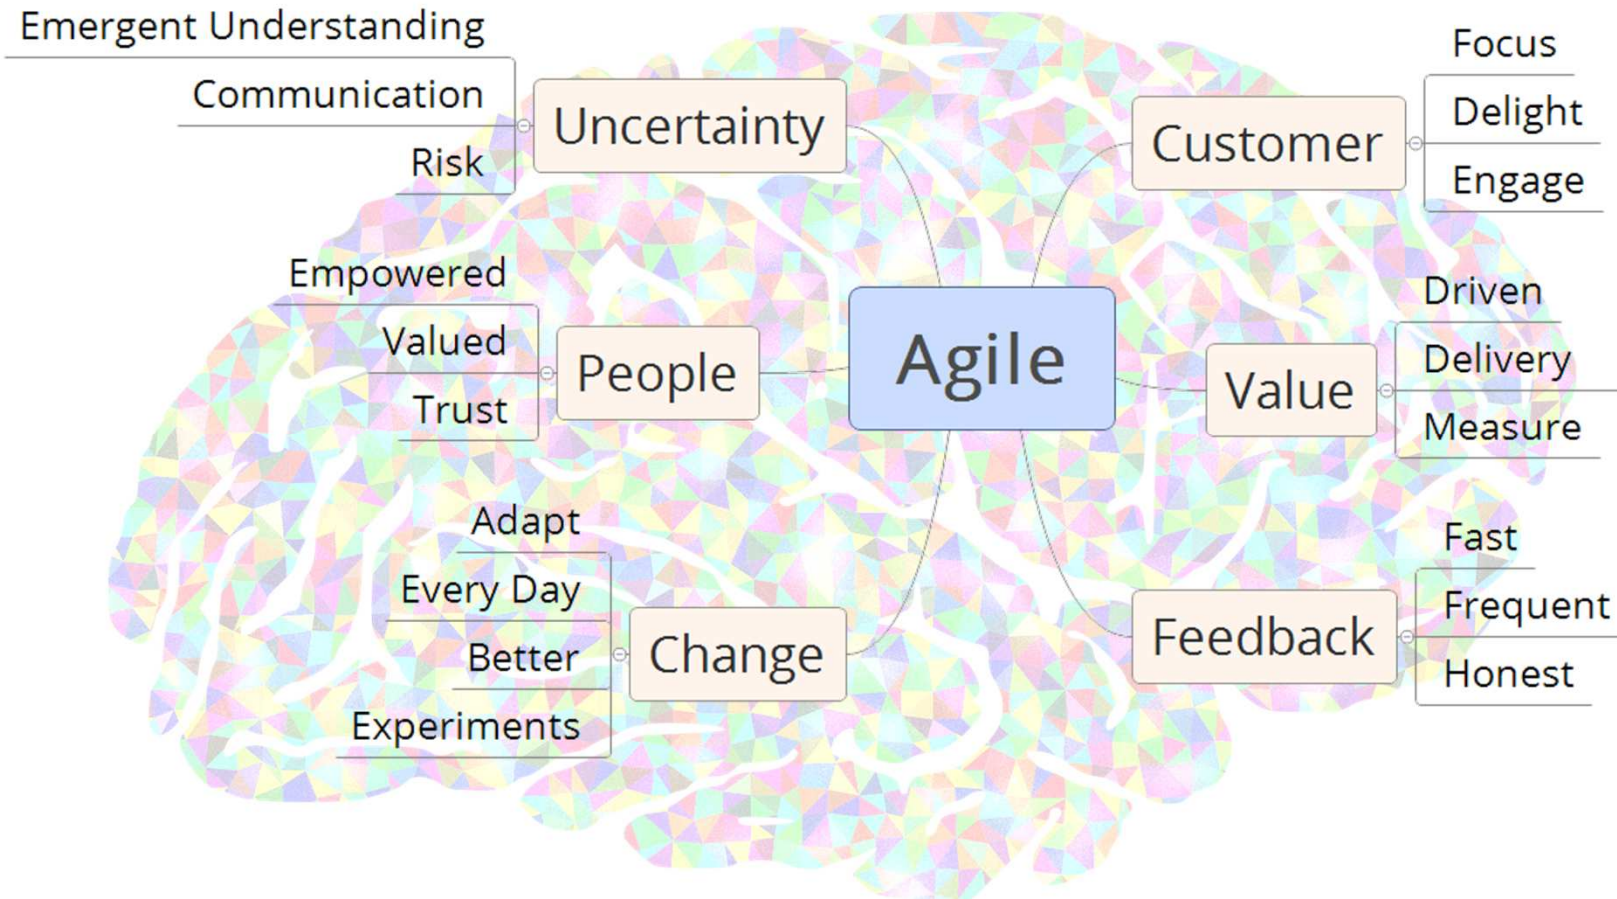 Agile
Uncertainty
Emergent Understanding
Communication
Risk
People
Empowered
Valued
Trust
Change
Adapt
Every Day
Better
Experiments
Customer
Focus
Delight
Engage
Value
Driven
Delivery
Measure
Feedback
Fast
Frequent
Honest